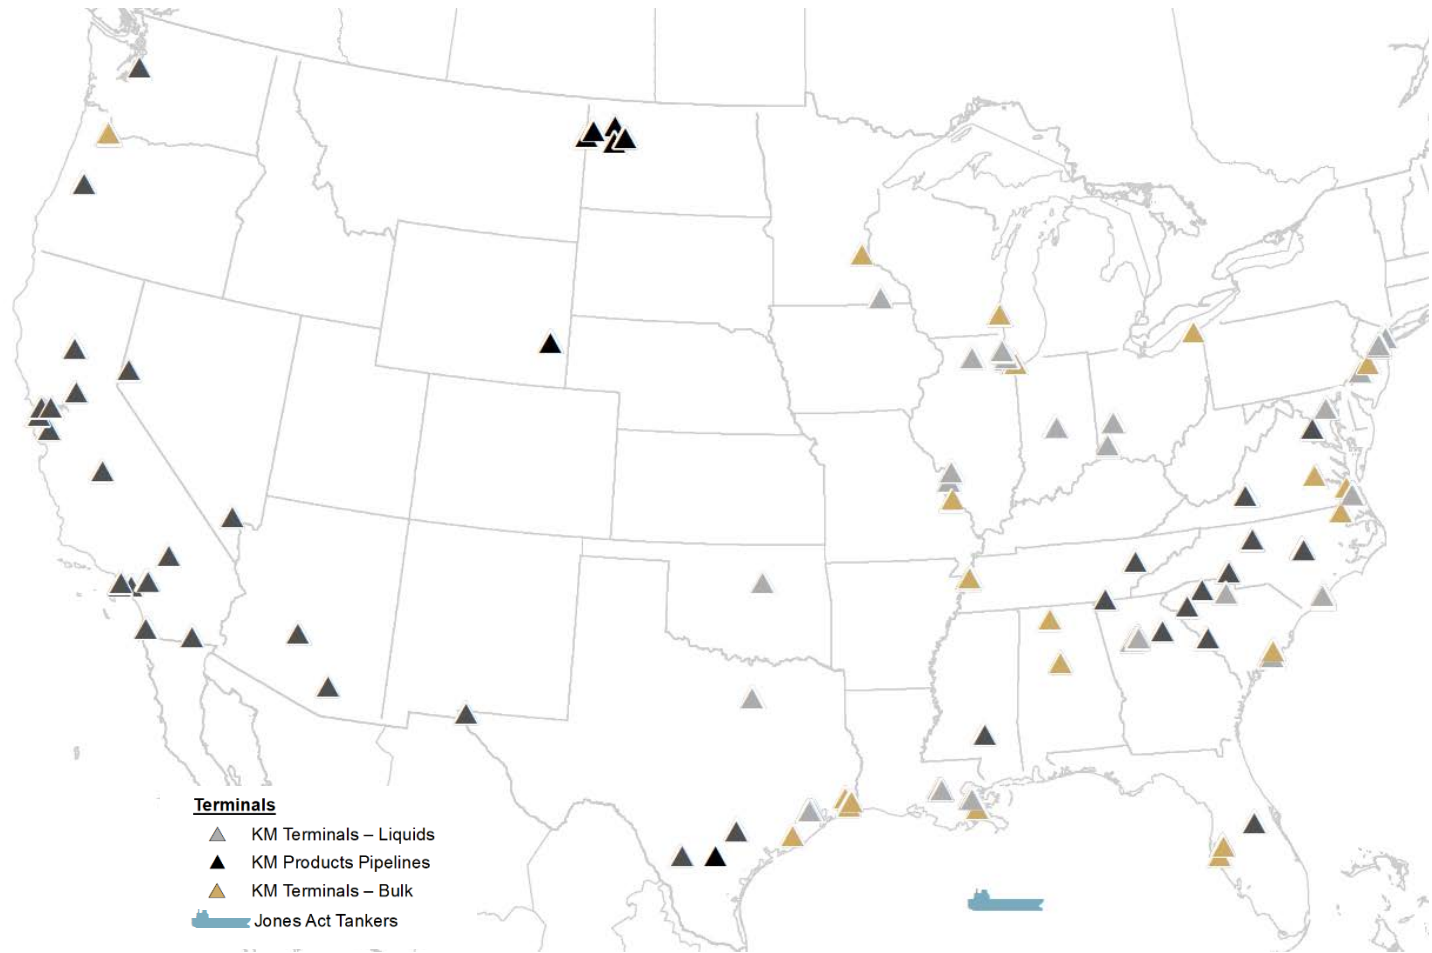 Terminals
KM Terminals – Liquids
KM Products Pipelines
KM Terminals – Bulk
Jones Act Tankers